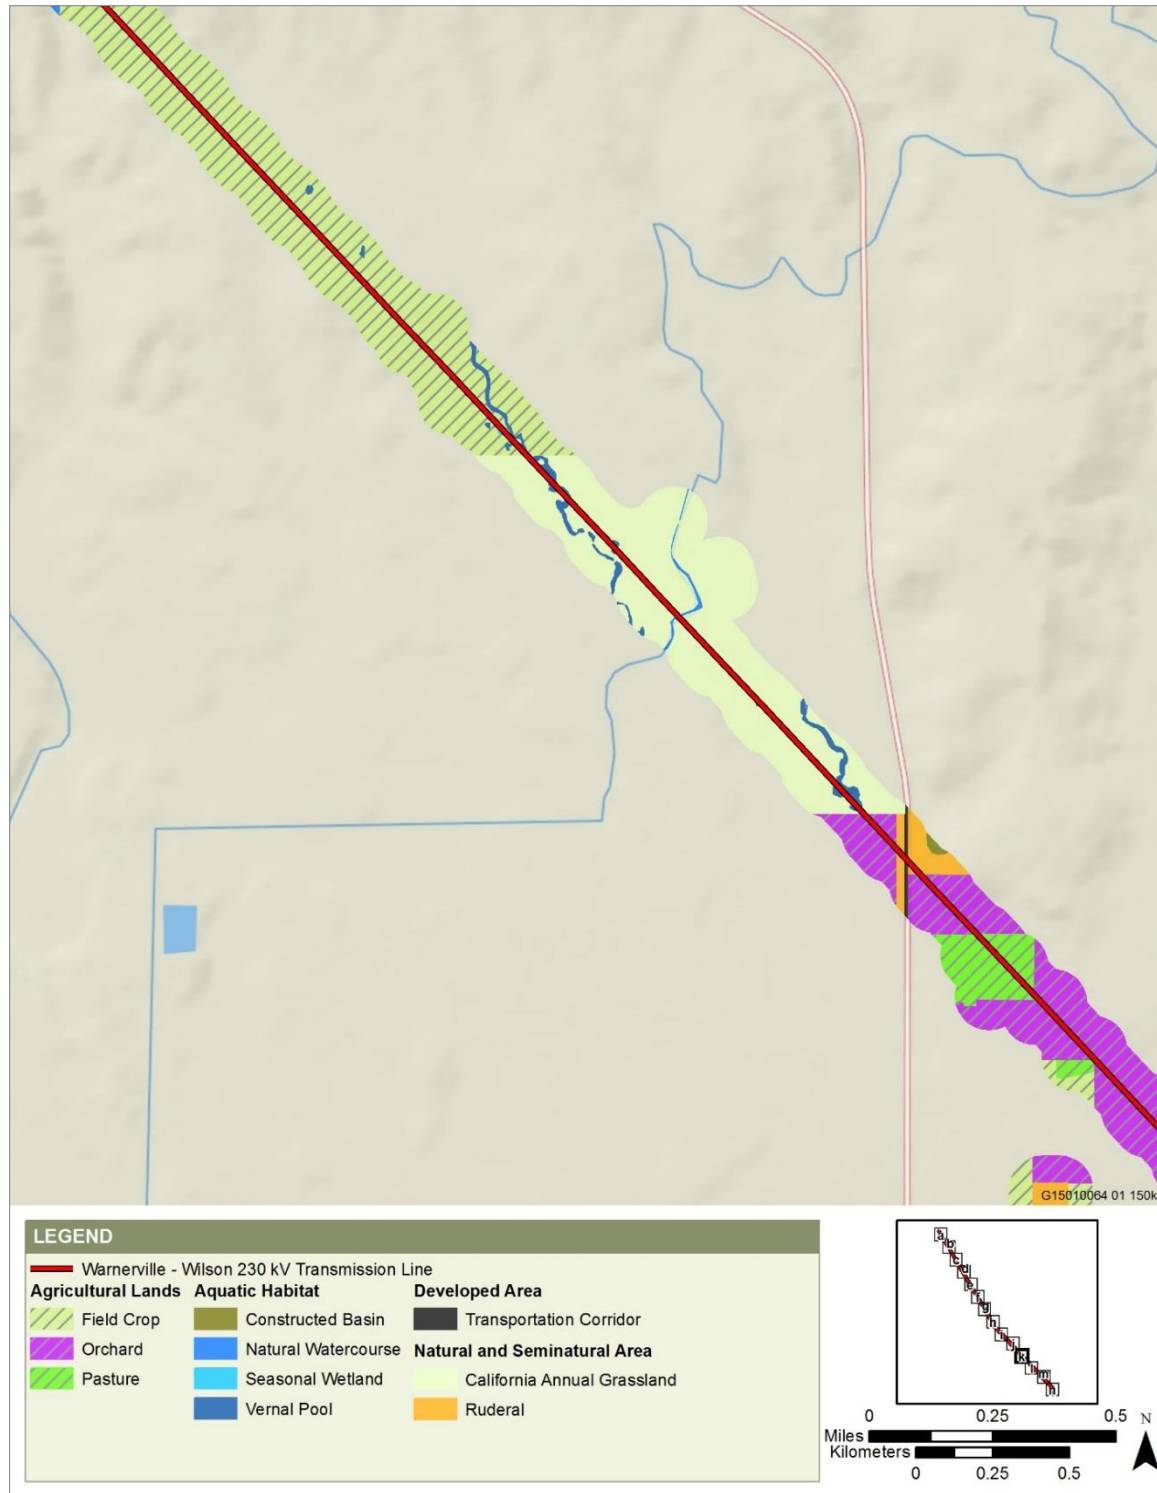 G15010064 01 150k
LEGEND
Warnerville - Wilson 230 kV Transmission Line
Agricultural Lands
Field Crop
Orchard
Pasture
Aquatic Habitat
Constructed Basin
Natural Watercourse
Seasonal Wetland
Vernal Pool
Developed Area
Transportation Corridor
Natural and Seminatural Area
California Annual Grassland
Ruderal
a
b
c
d
e
f
g
h
i
j
k
l
m
n
0 0.25 0.5
Miles
Kilometers
0 0.25 0.5
N